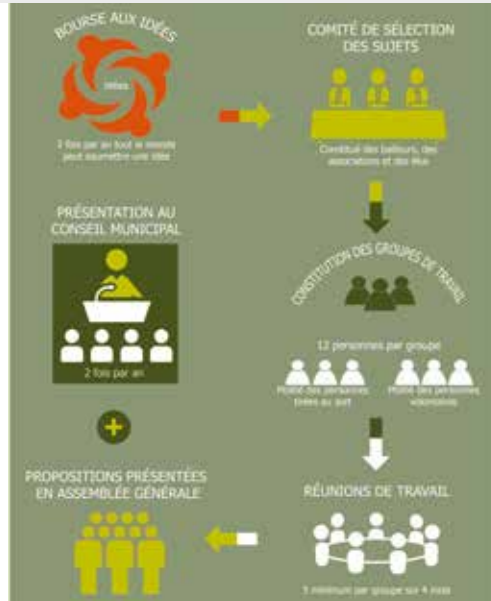 BOURSE AUX IDÉES
Idées
2 fois par an tout le monde
peut soumettre une idée
COMITÉ DE SÉLECTION
DES SUJETS
Constitué des bailleurs, des
associations et des élus
CONSTITUTION DES GROUPES DE TRAVAIL
12 personnes par groupe
Moitié des personnes
tirées au sort
Moitié des personnes
volontaires
RÉUNIONS DE TRAVAIL
3 minimum par groupe sur 4 mois
PROPOSITIONS PRÉSENTÉES
EN ASSEMBLÉE GÉNÉRALE
+
PRÉSENTATION AU
CONSEIL MUNICIPAL
2 fois par an